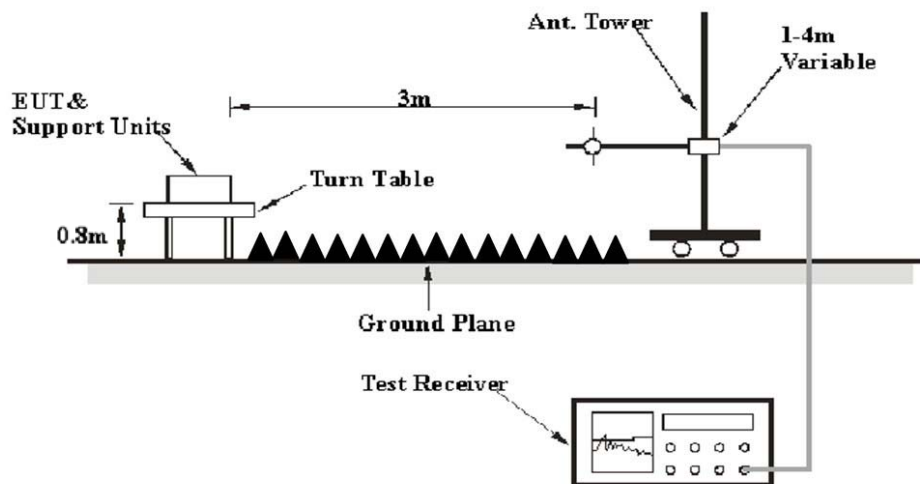 Ant. Tower
1-4m
Variable
EUT&
Support Units
3m
Turn Table
0.8m
Ground Plane
Test Receiver